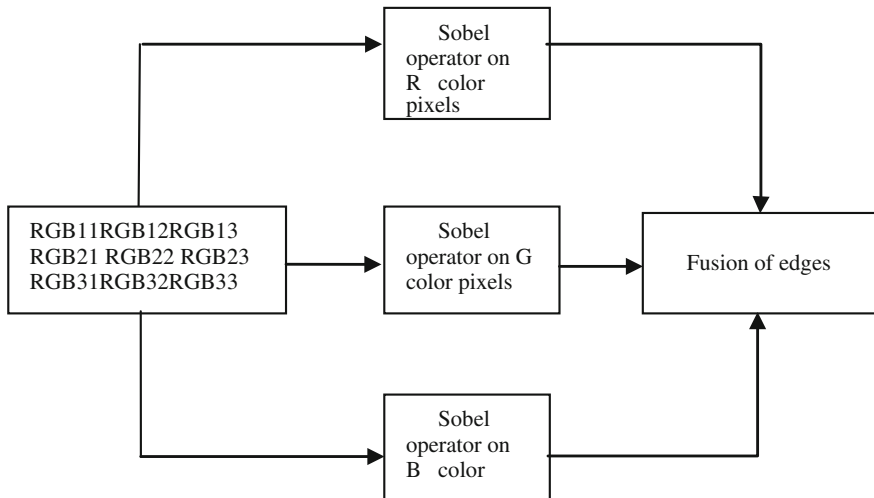 Sobel
operator on
R color
pixels
RGB11RGB12RGB13
RGB21 RGB22 RGB23
RGB31RGB32RGB33
Sobel
operator on G
color pixels
Fusion of edges
Sobel
operator on
B color